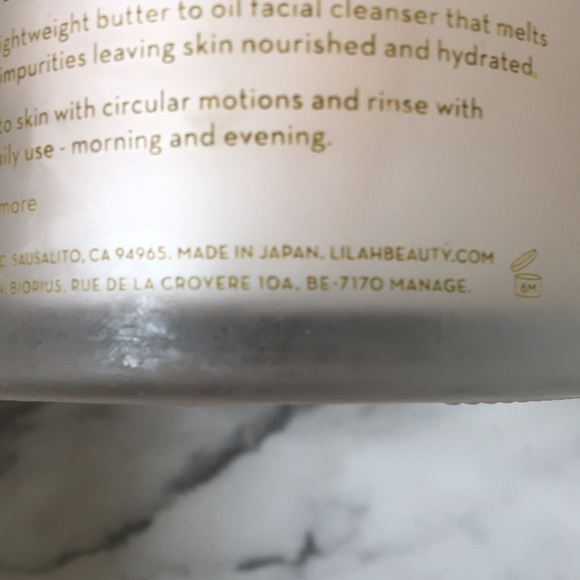 ightweight butter to oil facial cleanser that melts
impurities leaving skin nourished and hydrated.
to skin with circular motions and rinse with
aily use - morning and evening.
more
C SAUSALITO, CA 94965. MADE IN JAPAN. LILAHBEAUTY.COM
: BIORIUS, RUE DE LA CROYERE 10A, BE-7170 MANAGE.
6M